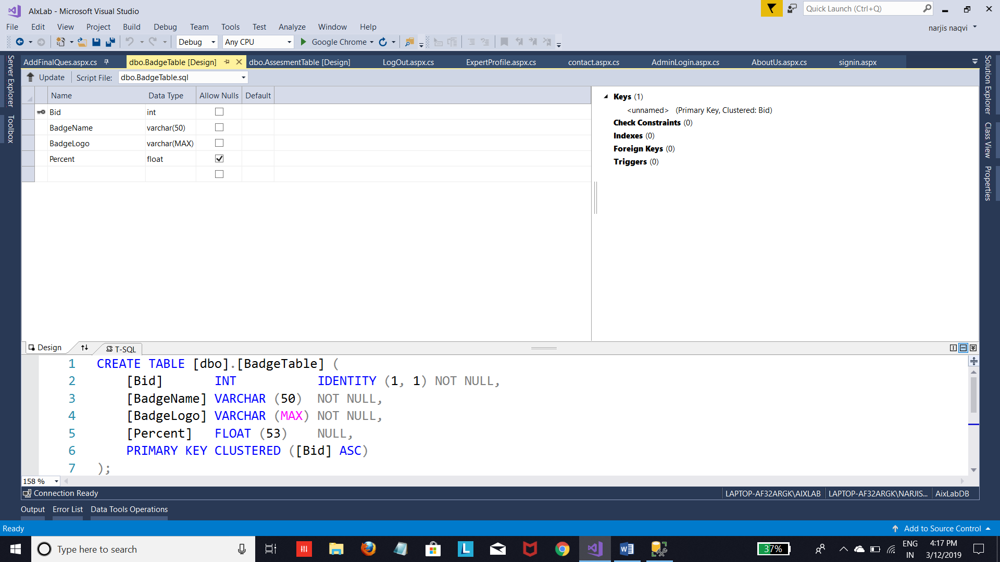 AIxLab - Microsoft Visual Studio
Quick Launch (Ctrl+Q)
File Edit View Project Build Debug Team Tools Test Analyze Window Help
narjis naqvi
Debug Any CPU Google Chrome
Server Explorer
Toolbox
AddFinalQues.aspx.cs dbo.BadgeTable [Design] dbo.AssesmentTable [Design] LogOut.aspx.cs ExpertProfile.aspx.cs contact.aspx.cs AdminLogin.aspx.cs AboutUs.aspx.cs signin.aspx
Solution Explorer
Class View
Properties
Update Script File: dbo.BadgeTable.sql
Name Data Type Allow Nulls Default
Bid int
BadgeName varchar(50)
BadgeLogo varchar(MAX)
Percent float
Keys (1)
<unnamed> (Primary Key, Clustered: Bid)
Check Constraints (0)
Indexes (0)
Foreign Keys (0)
Triggers (0)
Design T-SQL
1 CREATE TABLE [dbo].[BadgeTable] (
2 [Bid] INT IDENTITY (1, 1) NOT NULL,
3 [BadgeName] VARCHAR (50) NOT NULL,
4 [BadgeLogo] VARCHAR (MAX) NOT NULL,
5 [Percent] FLOAT (53) NULL,
6 PRIMARY KEY CLUSTERED ([Bid] ASC)
7 );
158 %
Connection Ready LAPTOP-AF32ARGK\AIXLAB LAPTOP-AF32ARGK\NARJIS... AixLabDB
Output Error List Data Tools Operations
Ready Add to Source Control
Type here to search
L
37%
ENG
IN
4:17 PM
3/12/2019